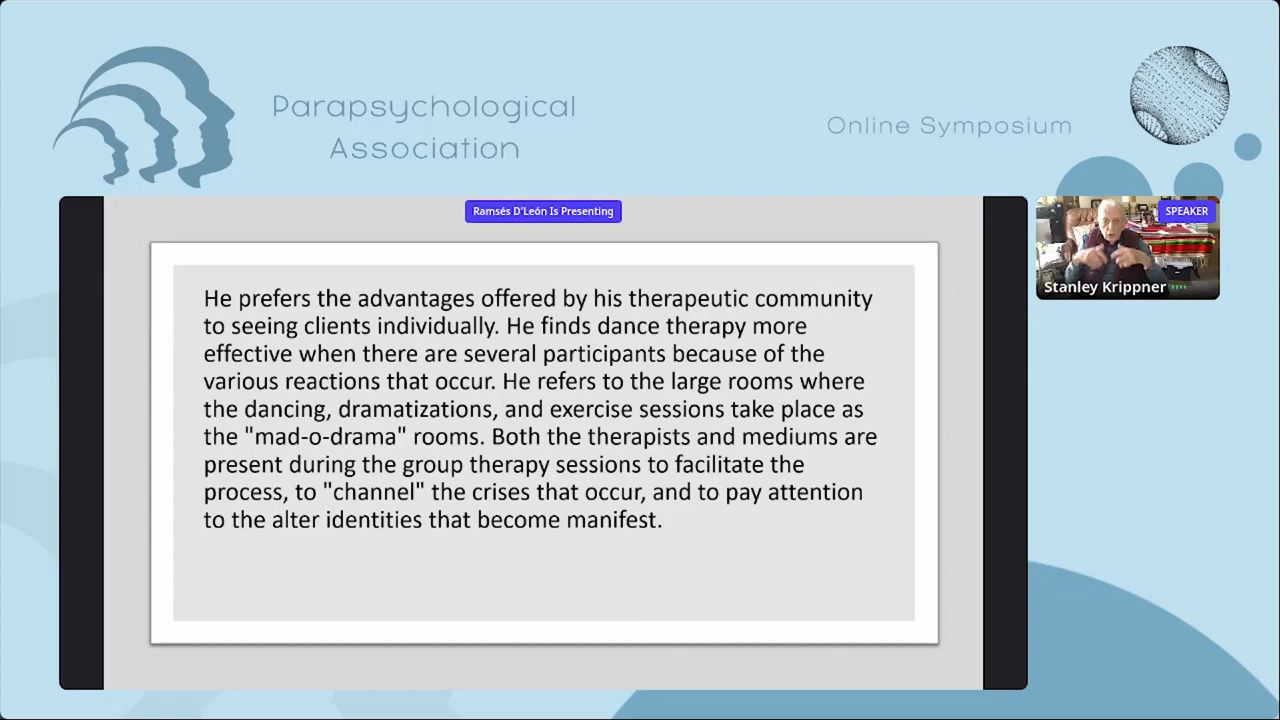 Parapsychological
Association
Online Symposium
Ramsés D'León Is Presenting
SPEAKER
Stanley Krippner
He prefers the advantages offered by his therapeutic community
to seeing clients individually. He finds dance therapy more
effective when there are several participants because of the
various reactions that occur. He refers to the large rooms where
the dancing, dramatizations, and exercise sessions take place as
the "mad-o-drama" rooms. Both the therapists and mediums are
present during the group therapy sessions to facilitate the
process, to "channel" the crises that occur, and to pay attention
to the alter identities that become manifest.